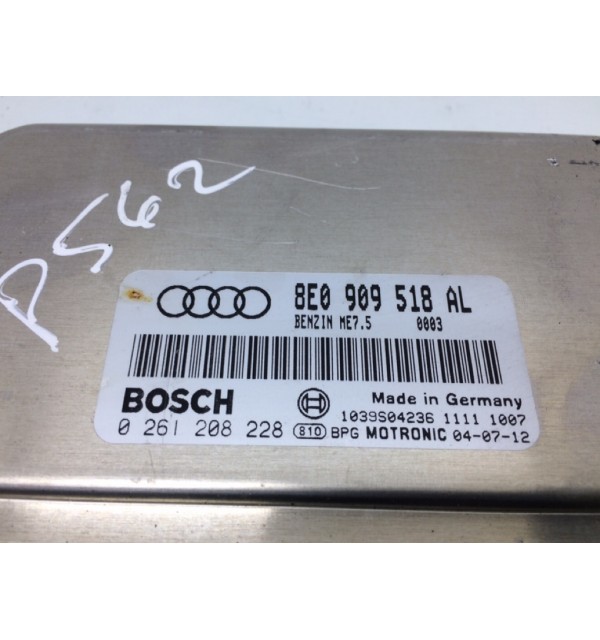 P562
8E0 909 518 AL
BENZIN ME7.5 0003
BOSCH Made in Germany
1039S04236 1111 1007
0 261 208 228 810 BPG MOTRONIC 04-07-12